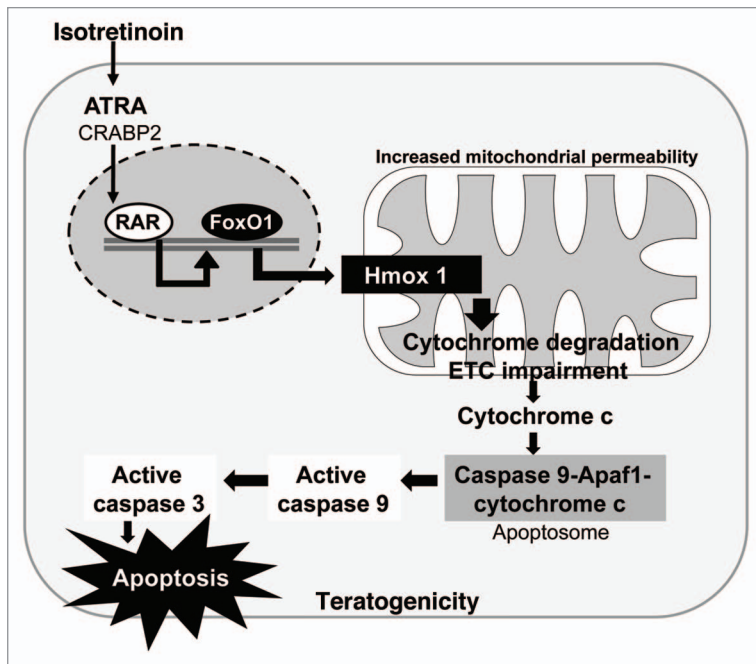 Isotretinoin
ATRA
CRABP2
Increased mitochondrial permeability
RAR
FoxO1
Hmox 1
Cytochrome degradation
ETC impairment
Cytochrome c
Active
caspase 3
Active
caspase 9
Caspase 9-Apaf1-
cytochrome c
Apoptosome
Apoptosis
Teratogenicity